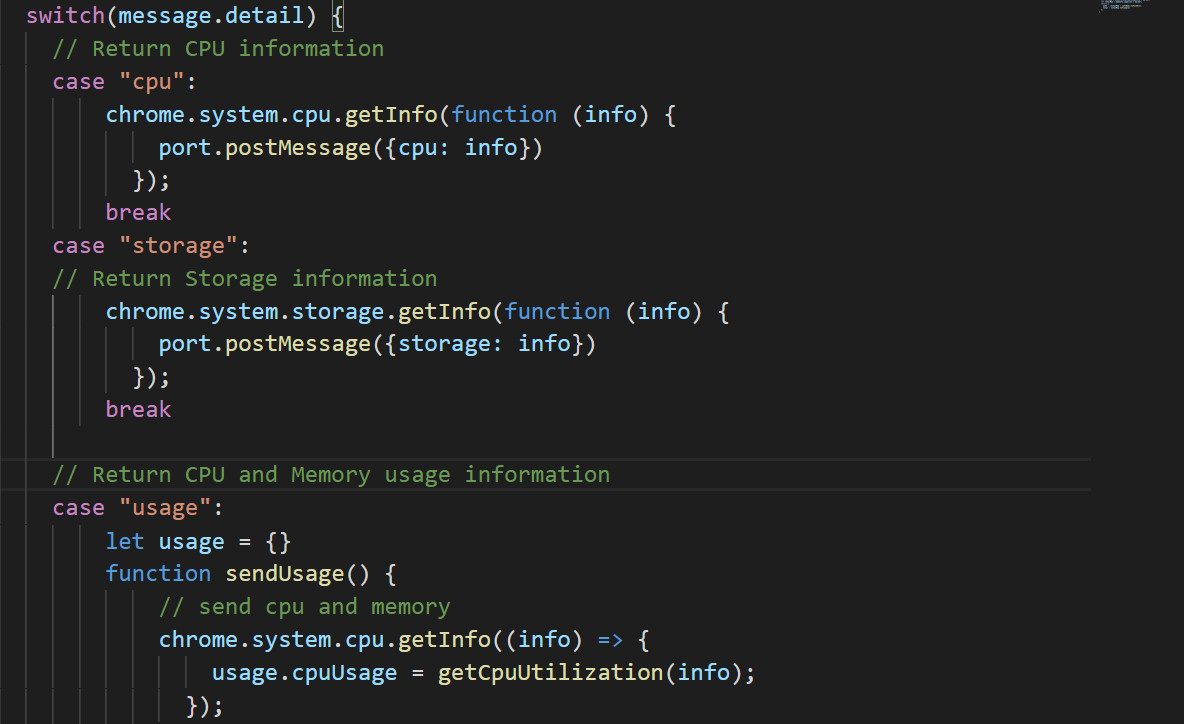 switch(message.detail) {
// Return CPU information
case "cpu":
chrome.system.cpu.getInfo(function (info) {
port.postMessage({cpu: info})
});
break
case "storage":
// Return Storage information
chrome.system.storage.getInfo(function (info) {
port.postMessage({storage: info})
});
break
// Return CPU and Memory usage information
case "usage":
let usage = {}
function sendUsage() {
// send cpu and memory
chrome.system.cpu.getInfo((info) => {
usage.cpuUsage = getCpuUtilization(info);
});